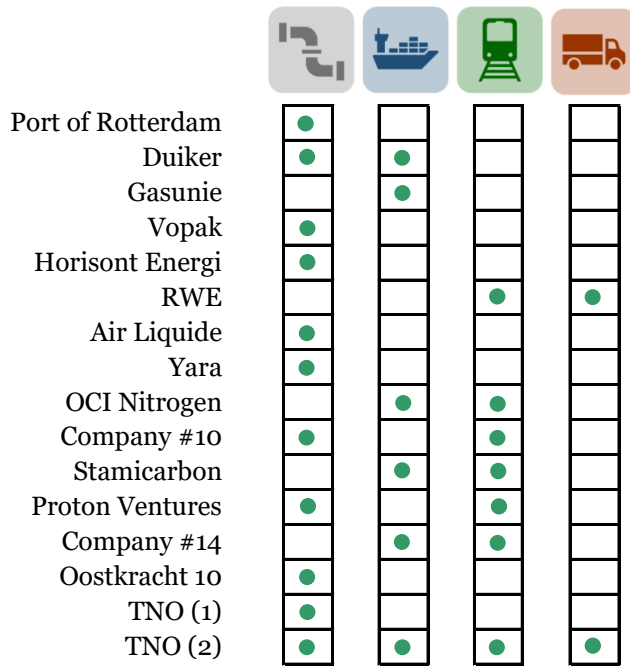 Port of Rotterdam
Duiker
Gasunie
Vopak
Horisont Energi
RWE
Air Liquide
Yara
OCI Nitrogen
Company #10
Stamicarbon
Proton Ventures
Company #14
Oostkracht 10
TNO (1)
TNO (2)